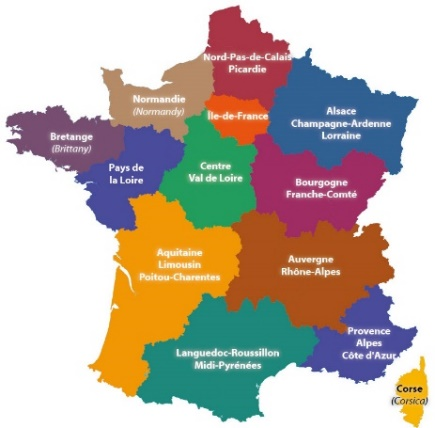 Nord-Pas-de-Calais
Picardie
Normandie
(Normandy)
Île-de-France
Alsace
Champagne-Ardenne
Lorraine
Bretange
(Brittany)
Pays de
la Loire
Centre
Val de Loire
Bourgogne
Franche-Comté
Aquitaine
Limousin
Poitou-Charentes
Auvergne
Rhône-Alpes
Provence
Alpes
Côte d'Azur
Languedoc-Roussillon
Midi-Pyrénées
Corse
(Corsica)